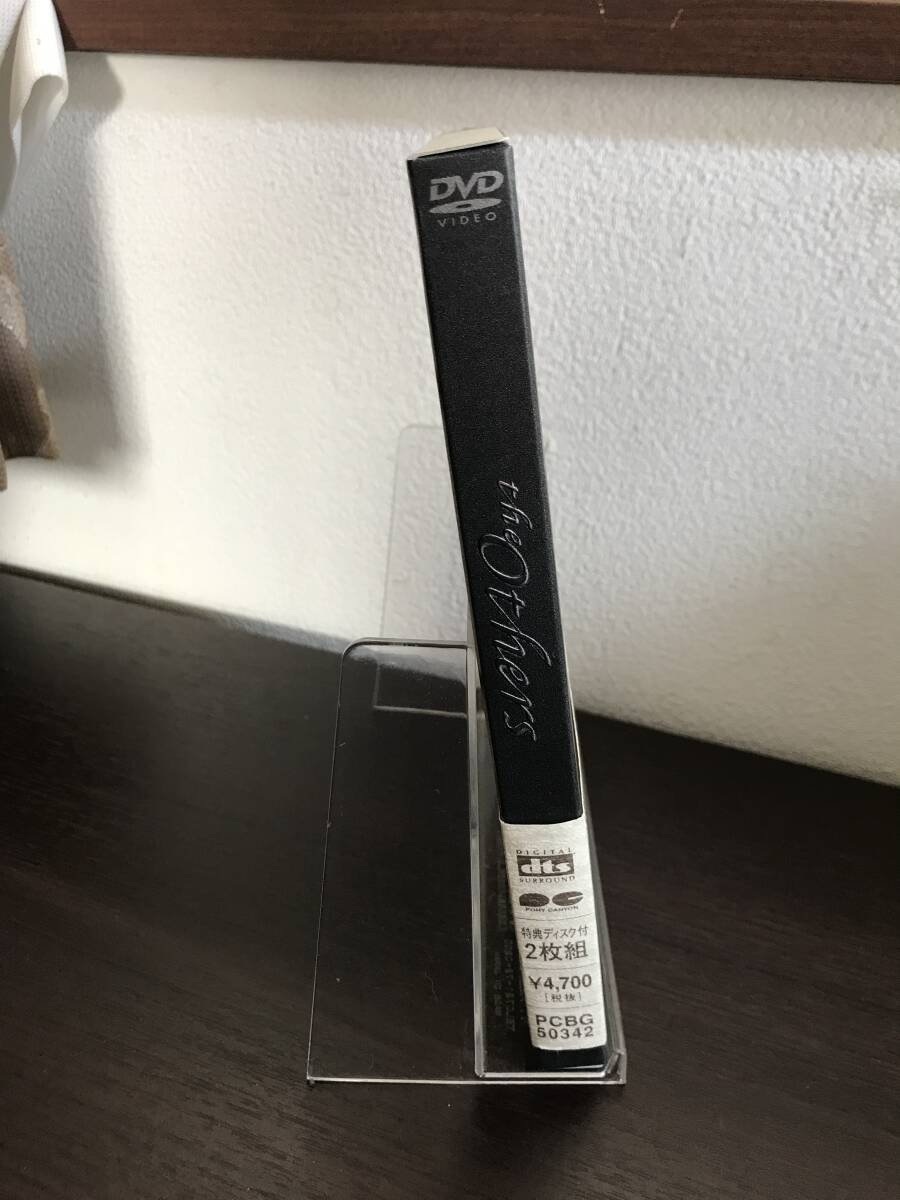 DVD
VIDEO
the Others
DIGITAL
dts
SURROUND
PONY CANYON
特典ディスク付
2枚組
¥4,700
[税抜]
PCBG
50342